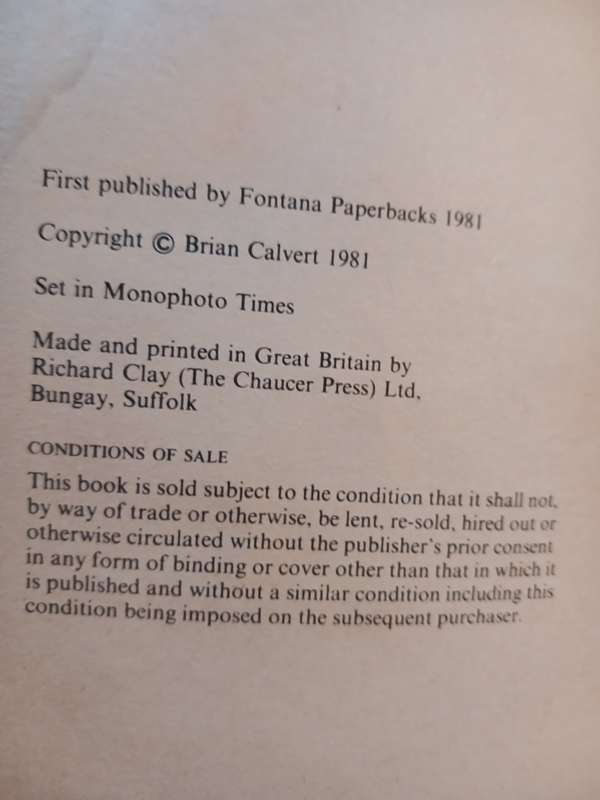 First published by Fontana Paperbacks 1981
Copyright © Brian Calvert 1981
Set in Monophoto Times
Made and printed in Great Britain by
Richard Clay (The Chaucer Press) Ltd,
Bungay, Suffolk
CONDITIONS OF SALE
This book is sold subject to the condition that it shall not,
by way of trade or otherwise, be lent, re-sold, hired out or
otherwise circulated without the publisher's prior consent
in any form of binding or cover other than that in which it
is published and without a similar condition including this
condition being imposed on the subsequent purchaser.